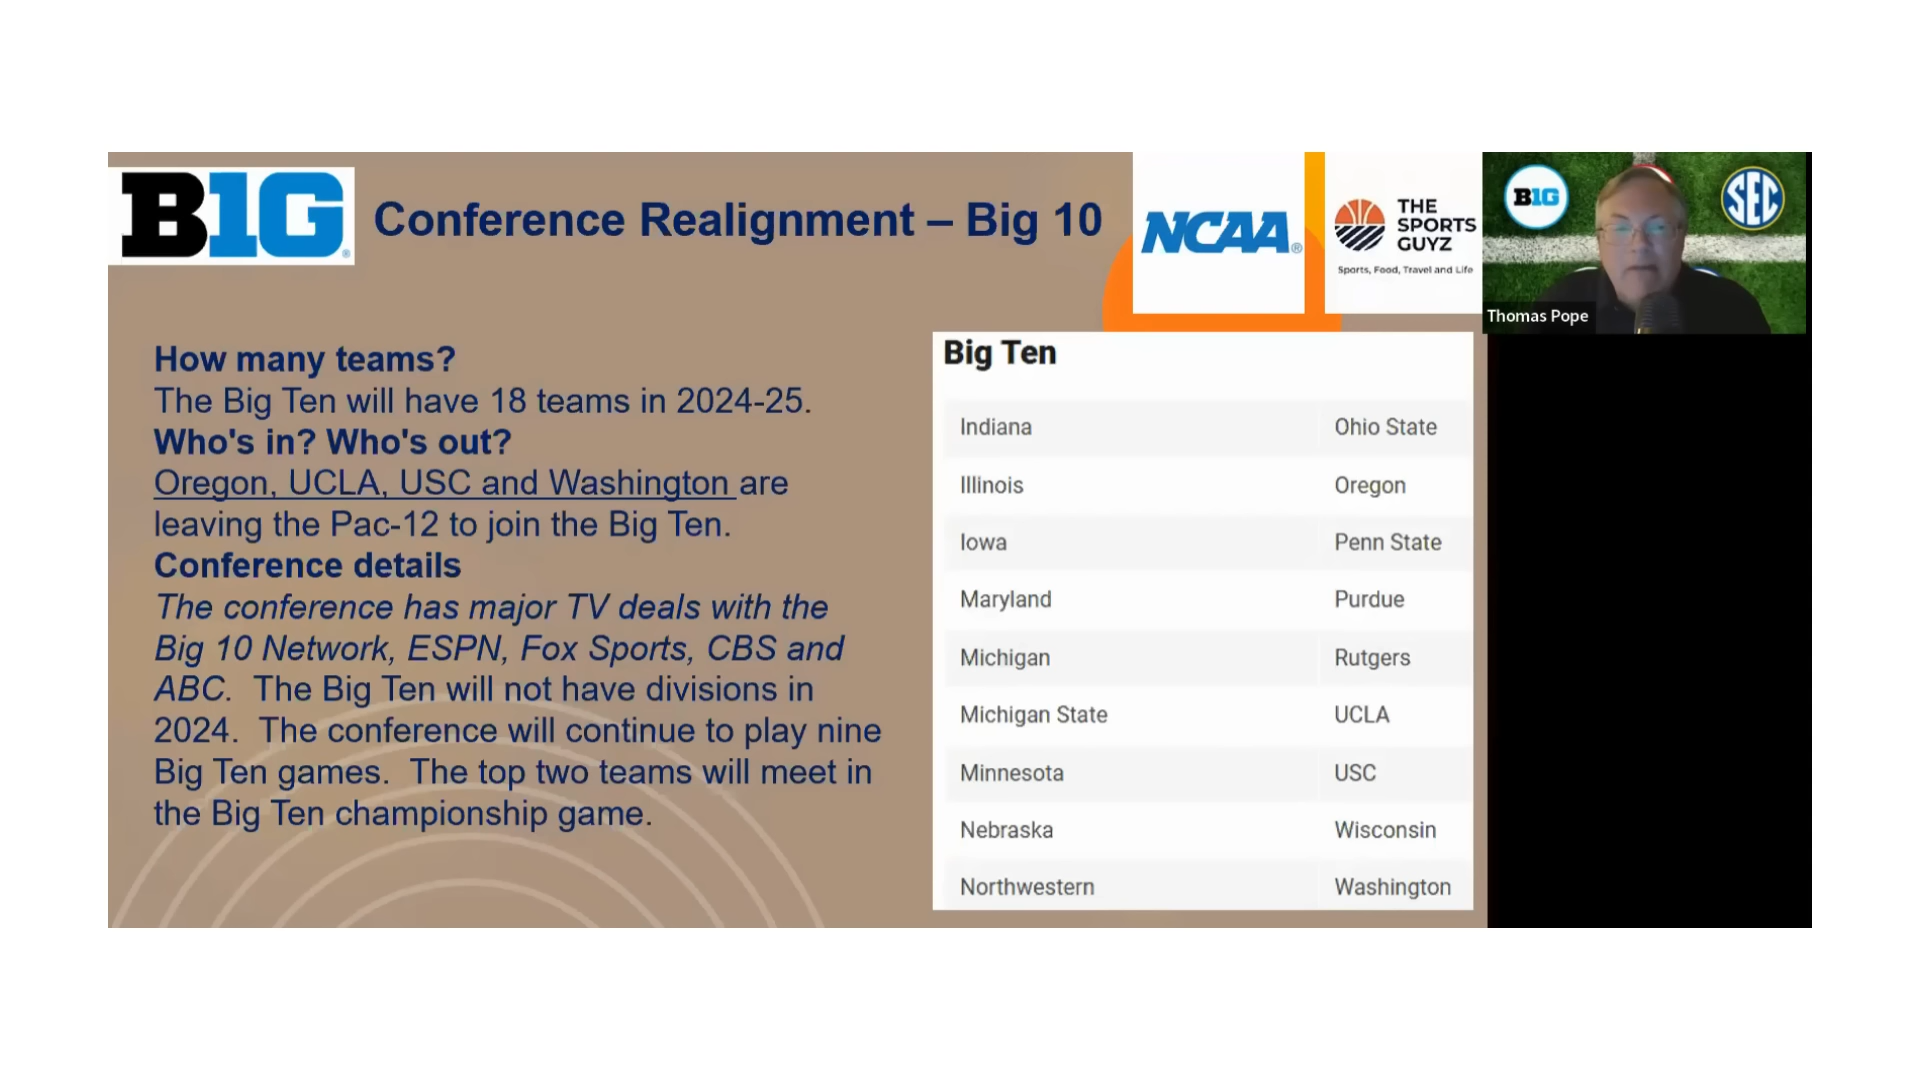 B1G Conference Realignment – Big 10
NCAA®
THE
SPORTS
GUYZ
Sports, Food, Travel and Life
B1G
SEC
Thomas Pope
How many teams?
The Big Ten will have 18 teams in 2024-25.
Who's in? Who's out?
Oregon, UCLA, USC and Washington are
leaving the Pac-12 to join the Big Ten.
Conference details
The conference has major TV deals with the
Big 10 Network, ESPN, Fox Sports, CBS and
ABC. The Big Ten will not have divisions in
2024. The conference will continue to play nine
Big Ten games. The top two teams will meet in
the Big Ten championship game.
Big Ten
Indiana Ohio State
Illinois Oregon
Iowa Penn State
Maryland Purdue
Michigan Rutgers
Michigan State UCLA
Minnesota USC
Nebraska Wisconsin
Northwestern Washington